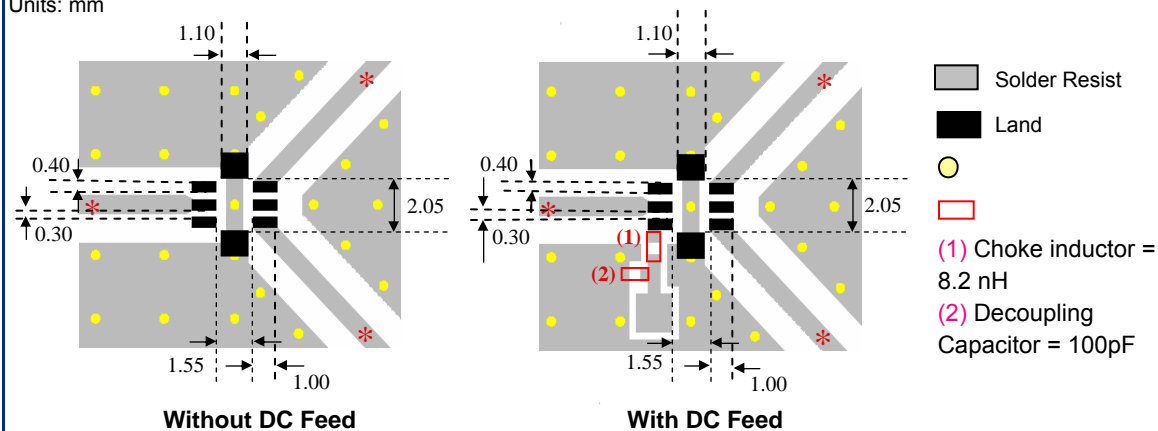 Units: mm
1.10
0.40
0.30
2.05
1.55
1.00
Without DC Feed
1.10
0.40
0.30
2.05
(1)
(2)
1.55
1.00
With DC Feed
Solder Resist
Land
(1) Choke inductor =
8.2 nH
(2) Decoupling
Capacitor = 100pF